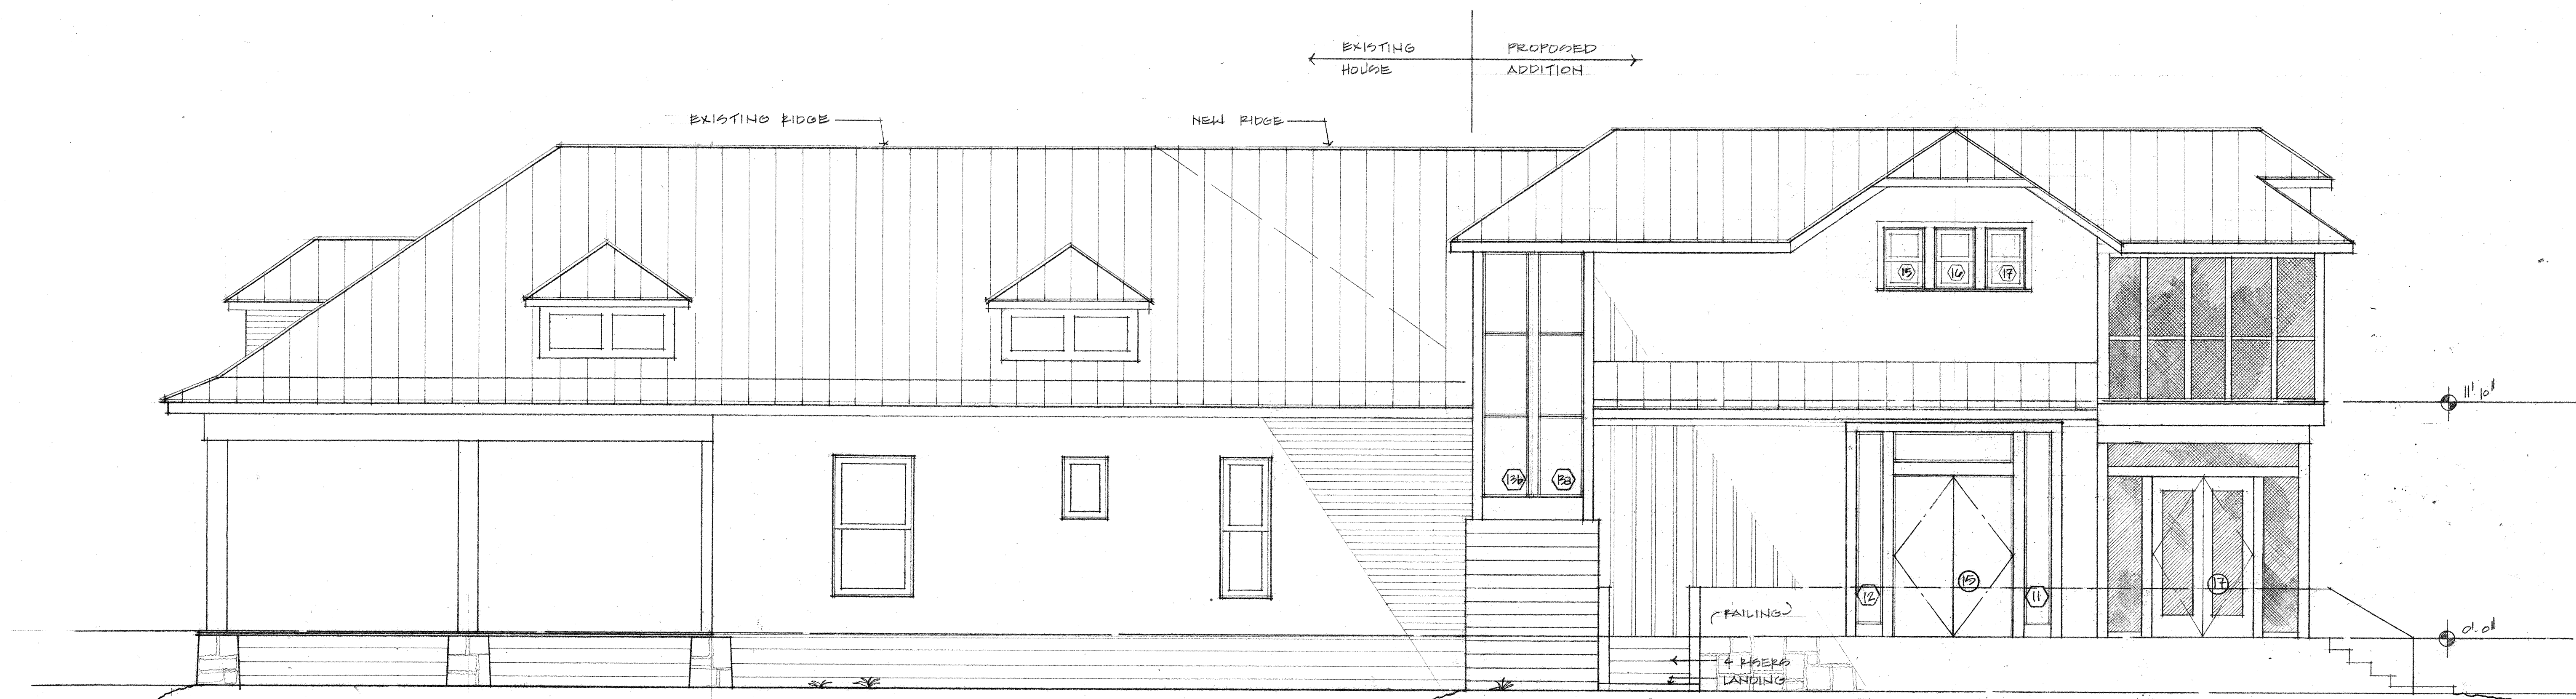 EXISTING PROPOSED
HOUSE ADDITION
EXISTING RIDGE
NEW RIDGE
15 16 17
11'.10"
13b 13a
15
17
12
11
(RAILING)
0'.0"
4 RISERS
LANDING